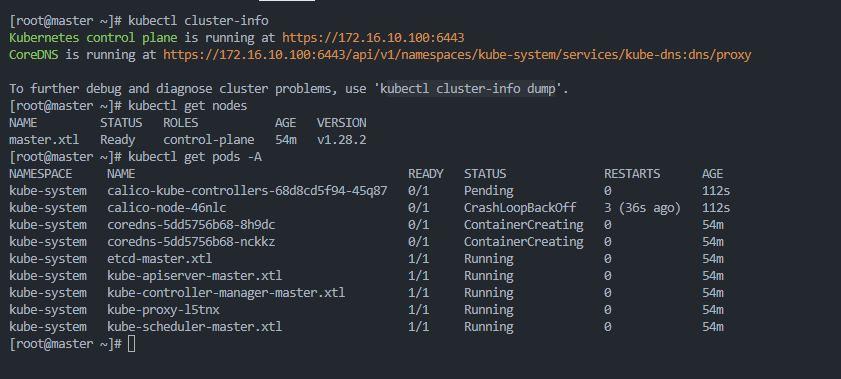 [root@master ~]# kubectl cluster-info
Kubernetes control plane is running at https://172.16.10.100:6443
CoreDNS is running at https://172.16.10.100:6443/api/v1/namespaces/kube-system/services/kube-dns:dns/proxy

To further debug and diagnose cluster problems, use 'kubectl cluster-info dump'.
[root@master ~]# kubectl get nodes
NAME         STATUS   ROLES           AGE   VERSION
master.xtl   Ready    control-plane   54m   v1.28.2
[root@master ~]# kubectl get pods -A
NAMESPACE     NAME                                       READY   STATUS              RESTARTS      AGE
kube-system   calico-kube-controllers-68d8cd5f94-45q87   0/1     Pending             0             112s
kube-system   calico-node-46nlc                          0/1     CrashLoopBackOff    3 (36s ago)   112s
kube-system   coredns-5dd5756b68-8h9dc                   0/1     ContainerCreating   0             54m
kube-system   coredns-5dd5756b68-nckkz                   0/1     ContainerCreating   0             54m
kube-system   etcd-master.xtl                            1/1     Running             0             54m
kube-system   kube-apiserver-master.xtl                  1/1     Running             0             54m
kube-system   kube-controller-manager-master.xtl         1/1     Running             0             54m
kube-system   kube-proxy-l5tnx                           1/1     Running             0             54m
kube-system   kube-scheduler-master.xtl                  1/1     Running             0             54m
[root@master ~]#